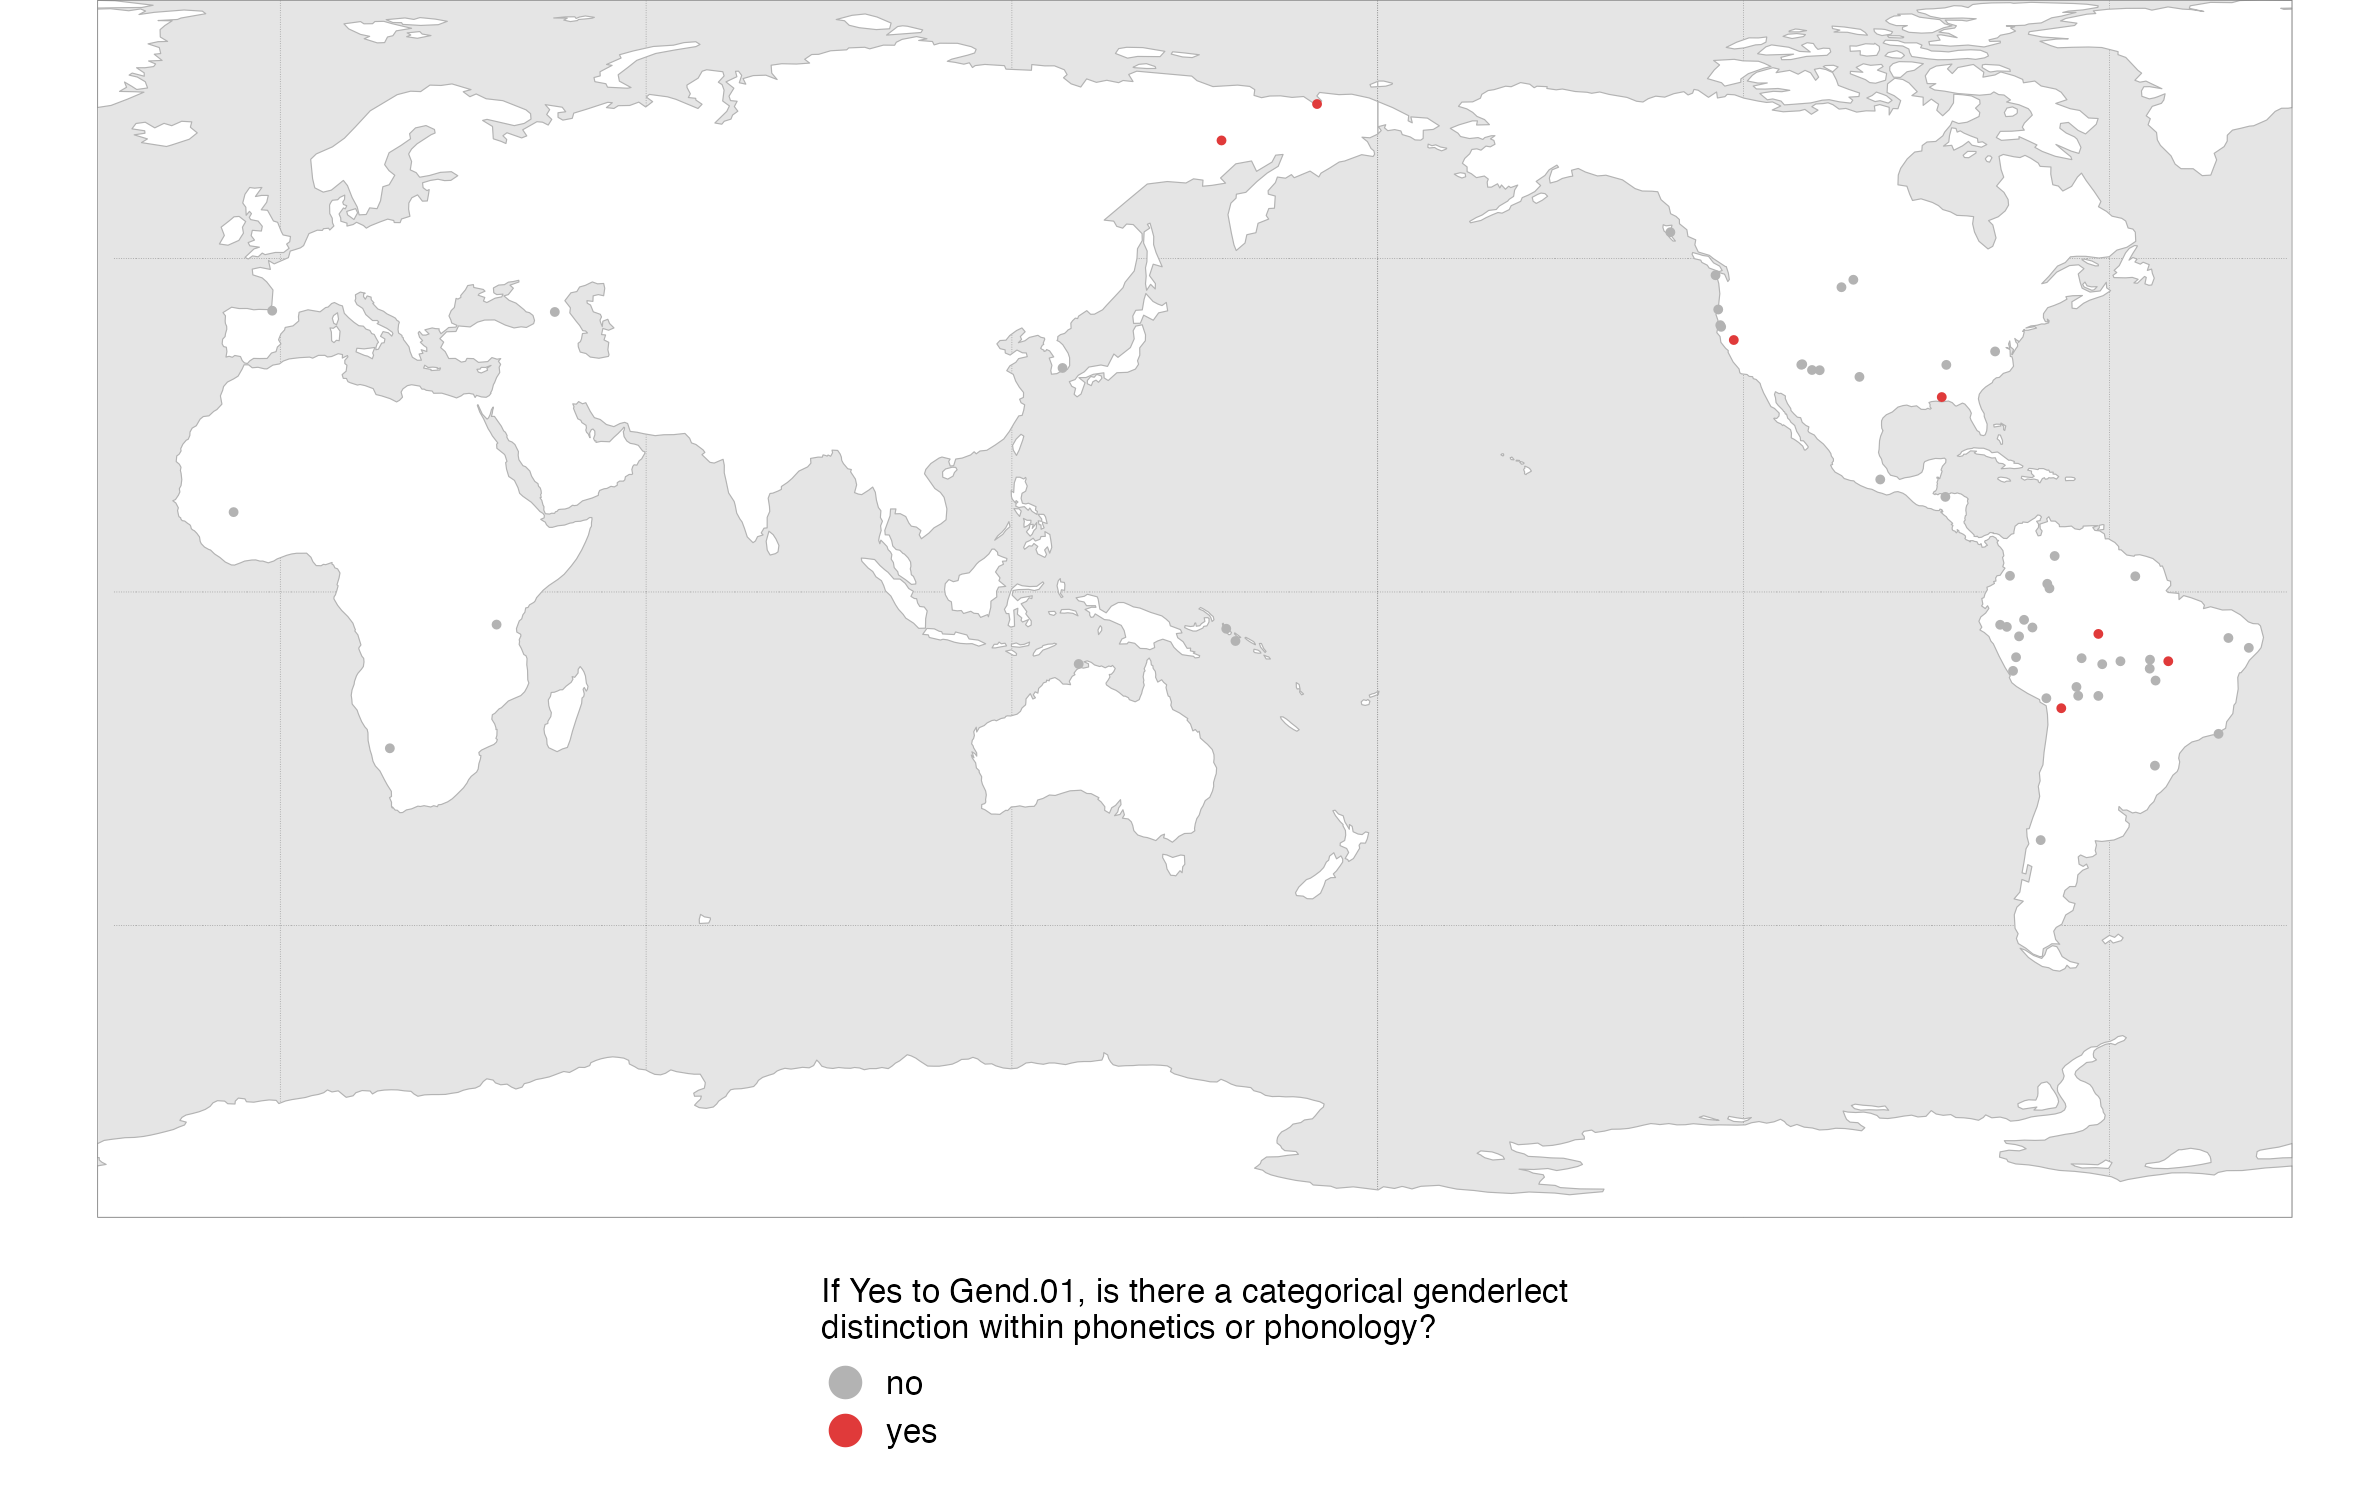 If Yes to Gend.01, is there a categorical genderlect
distinction within phonetics or phonology?
no
yes